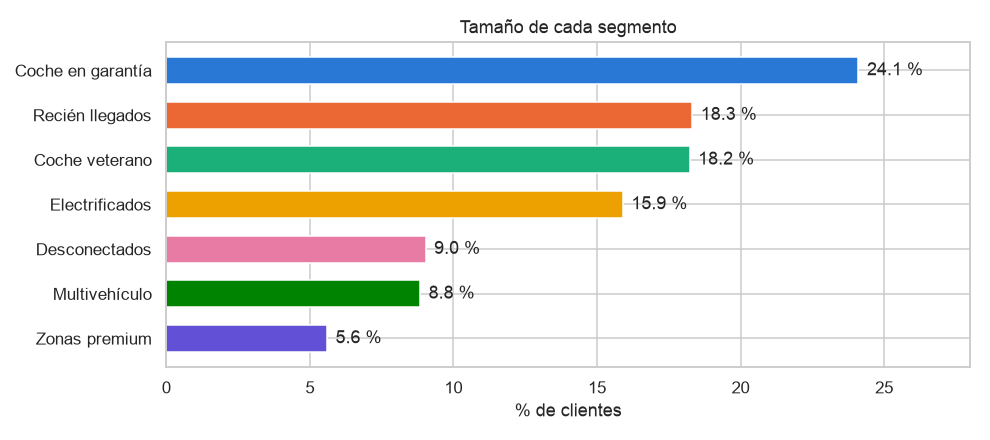 Tamaño de cada segmento
Coche en garantía 24.1 %
Recién llegados 18.3 %
Coche veterano 18.2 %
Electrificados 15.9 %
Desconectados 9.0 %
Multivehículo 8.8 %
Zonas premium 5.6 %
0 5 10 15 20 25
% de clientes